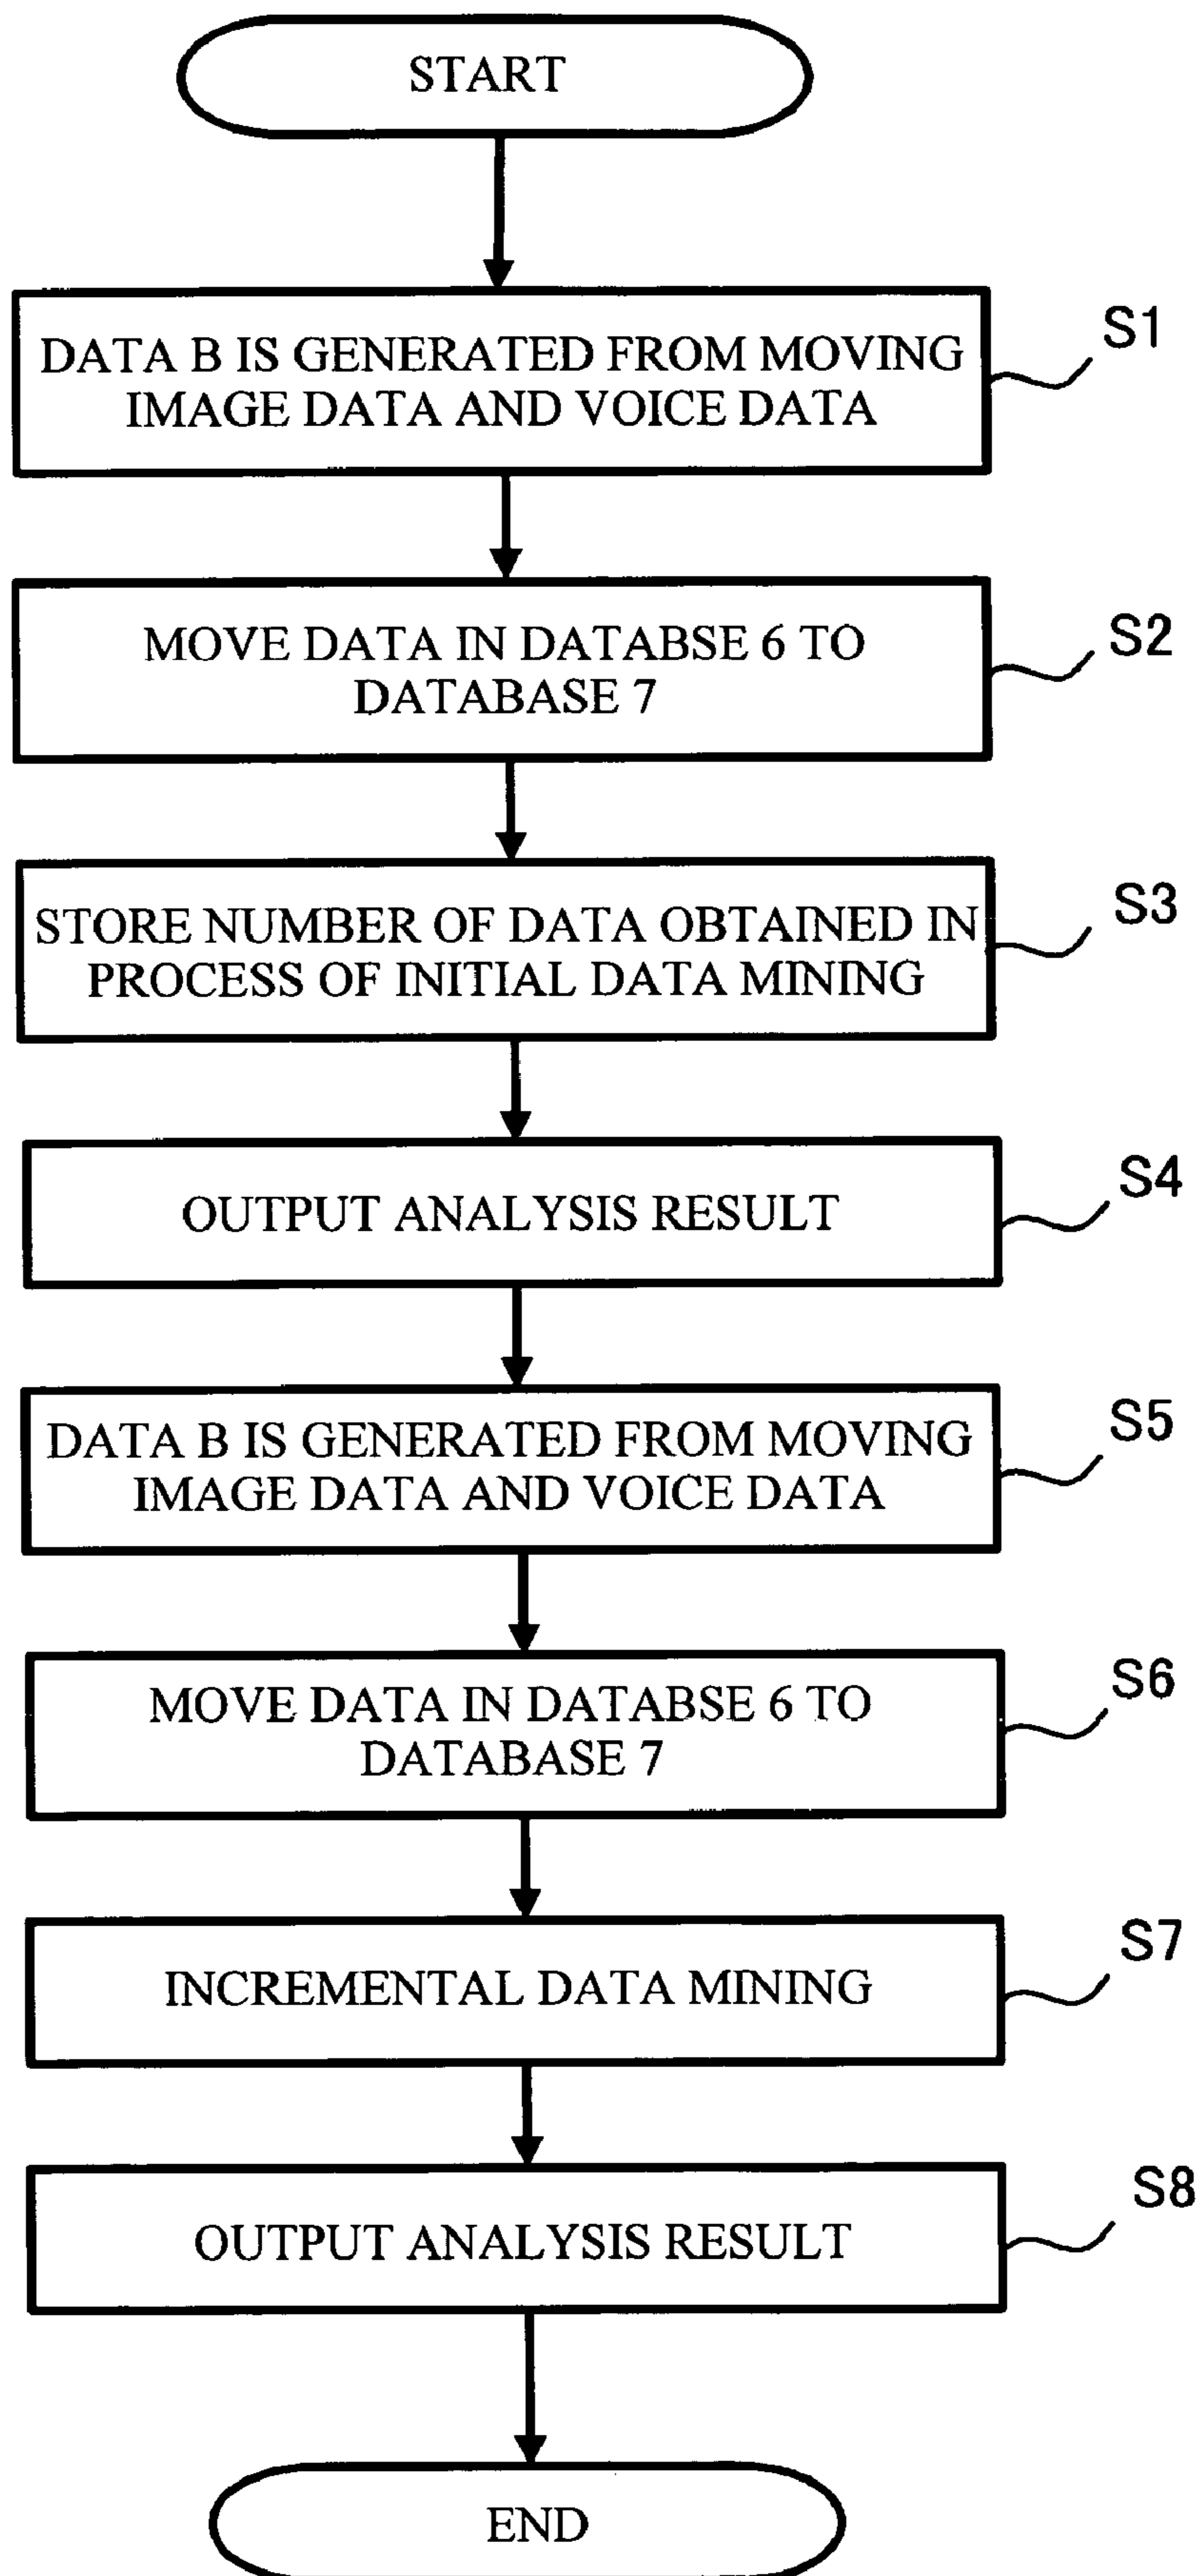 START
DATA B IS GENERATED FROM MOVING
IMAGE DATA AND VOICE DATA
S1
MOVE DATA IN DATABSE 6 TO
DATABASE 7
S2
STORE NUMBER OF DATA OBTAINED IN
PROCESS OF INITIAL DATA MINING
S3
OUTPUT ANALYSIS RESULT
S4
DATA B IS GENERATED FROM MOVING
IMAGE DATA AND VOICE DATA
S5
MOVE DATA IN DATABSE 6 TO
DATABASE 7
S6
INCREMENTAL DATA MINING
S7
OUTPUT ANALYSIS RESULT
S8
END